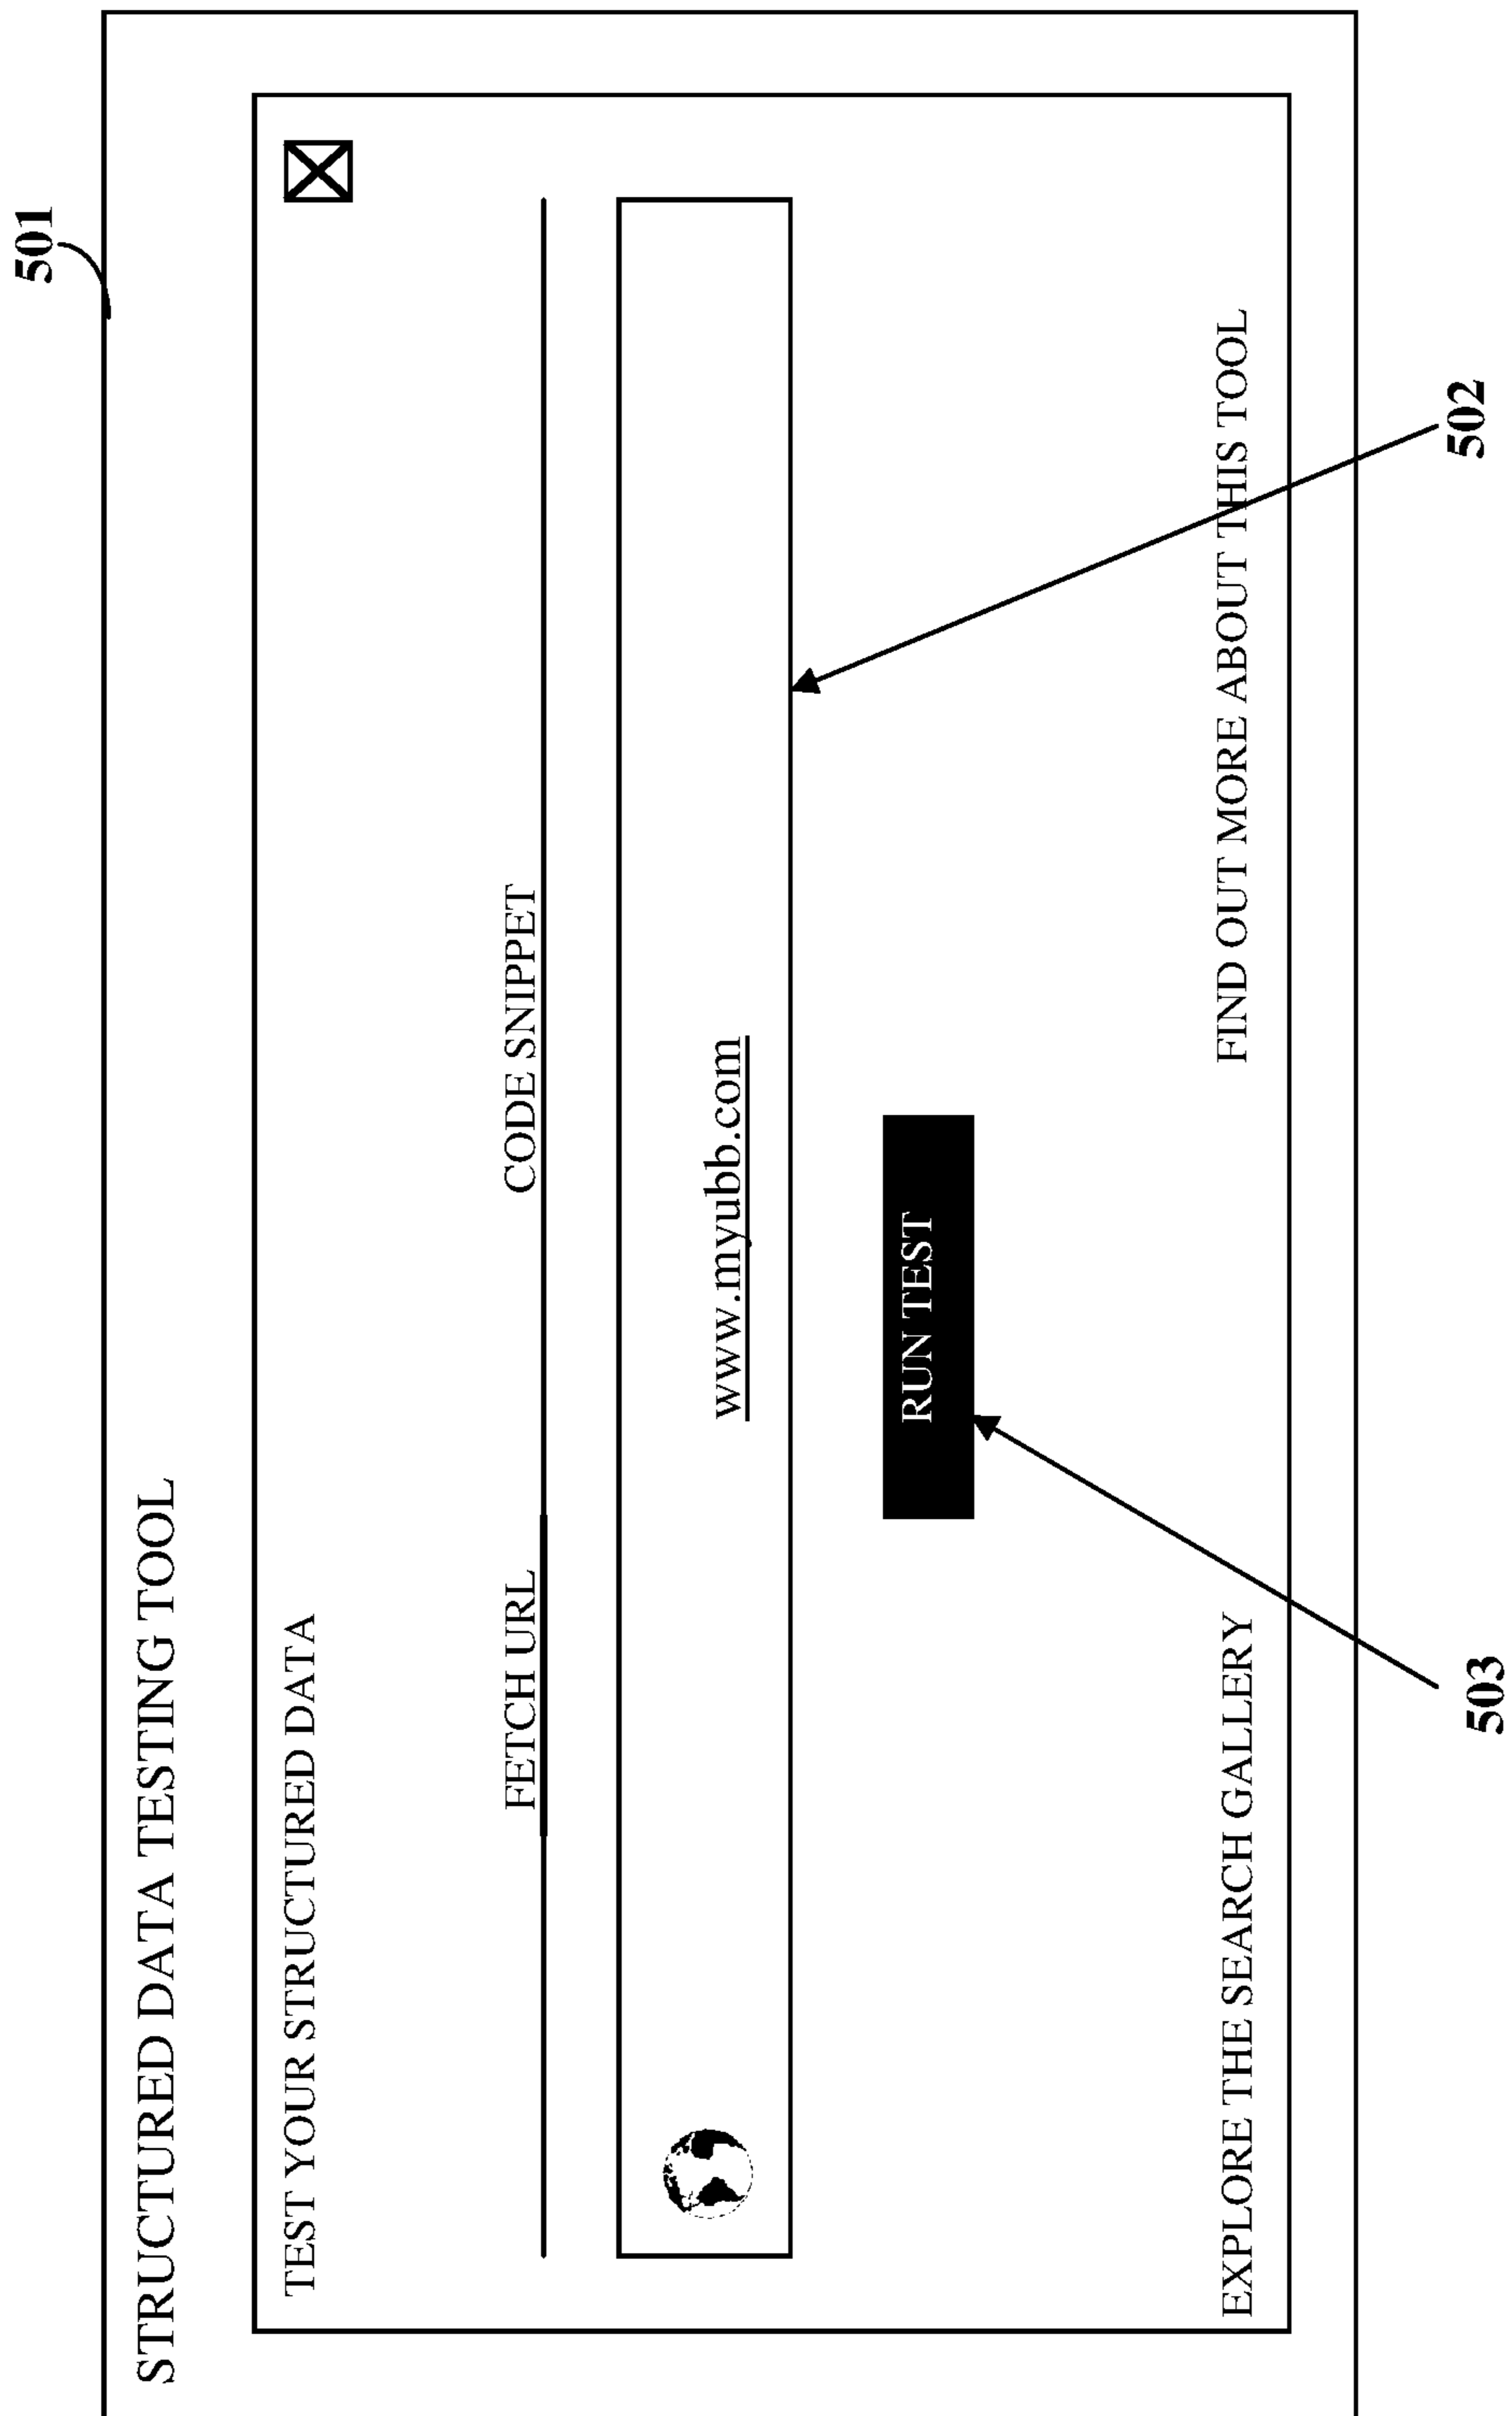 501
STRUCTURED DATA TESTING TOOL
TEST YOUR STRUCTURED DATA
FETCH URL
CODE SNIPPET
www.myubb.com
RUN TEST
EXPLORE THE SEARCH GALLERY
FIND OUT MORE ABOUT THIS TOOL
503
502